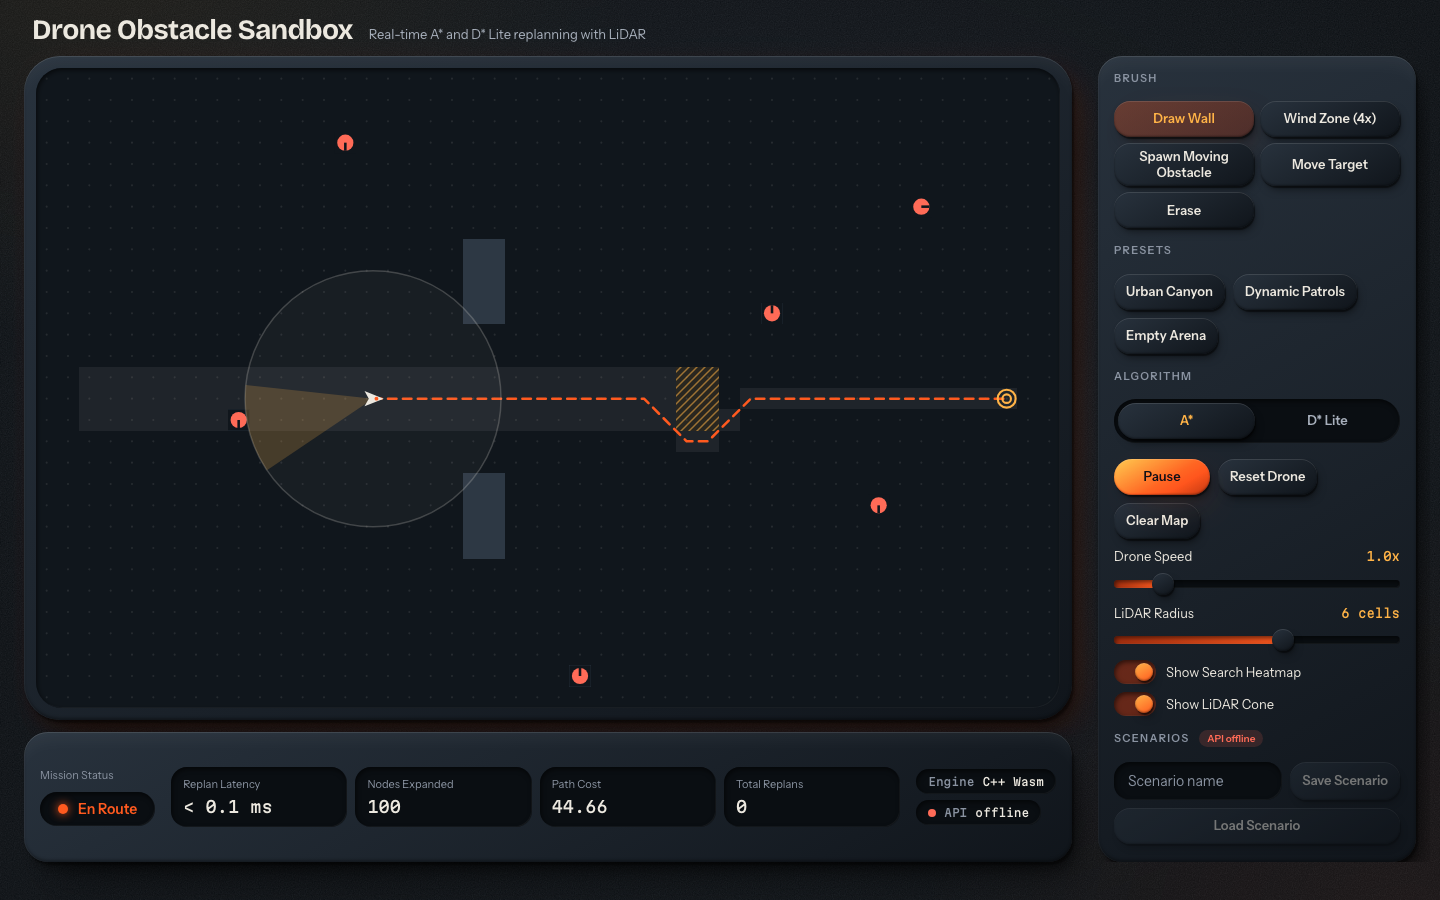 Drone Obstacle Sandbox
Real-time A* and D* Lite replanning with LiDAR
BRUSH
Draw Wall
Wind Zone (4x)
Spawn Moving
Obstacle
Move Target
Erase
PRESETS
Urban Canyon
Dynamic Patrols
Empty Arena
ALGORITHM
A*
D* Lite
Pause
Reset Drone
Clear Map
Drone Speed
1.0x
LiDAR Radius
6 cells
Show Search Heatmap
Show LiDAR Cone
SCENARIOS
API offline
Scenario name
Save Scenario
Load Scenario
Mission Status
En Route
Replan Latency
< 0.1 ms
Nodes Expanded
100
Path Cost
44.66
Total Replans
0
Engine C++ Wasm
API offline